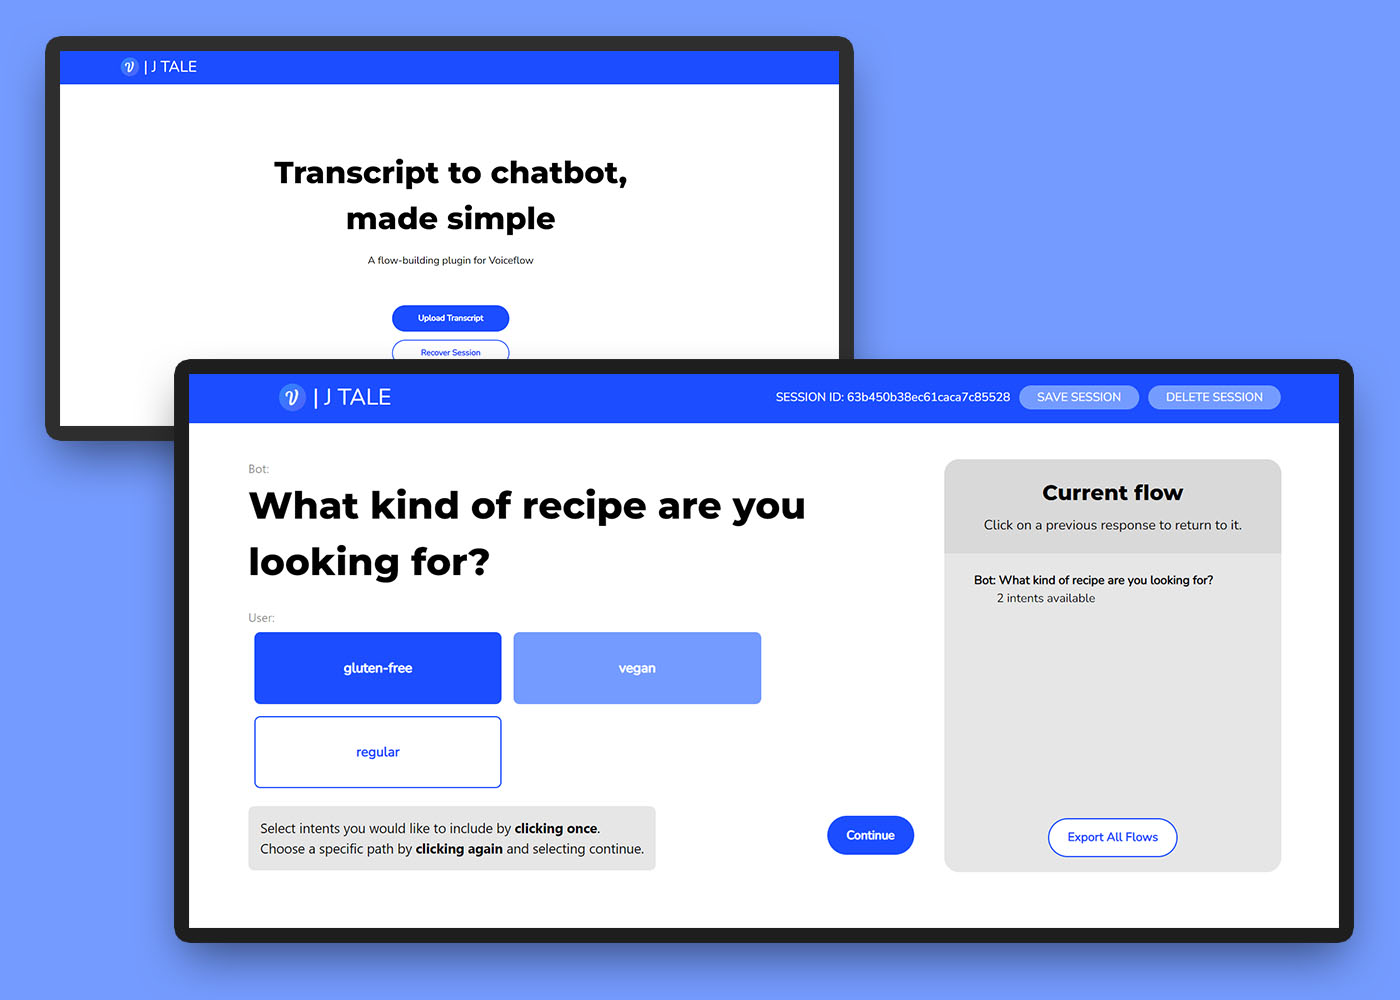 V | J TALE
Transcript to chatbot,
made simple
A flow-building plugin for Voiceflow
Upload Transcript
Recover Session
V | J TALE
SESSION ID: 63b450b38ec61caca7c85528
SAVE SESSION
DELETE SESSION
Bot:
What kind of recipe are you
looking for?
User:
gluten-free
vegan
regular
Select intents you would like to include by clicking once.
Choose a specific path by clicking again and selecting continue.
Continue
Current flow
Click on a previous response to return to it.
Bot: What kind of recipe are you looking for?
2 intents available
Export All Flows